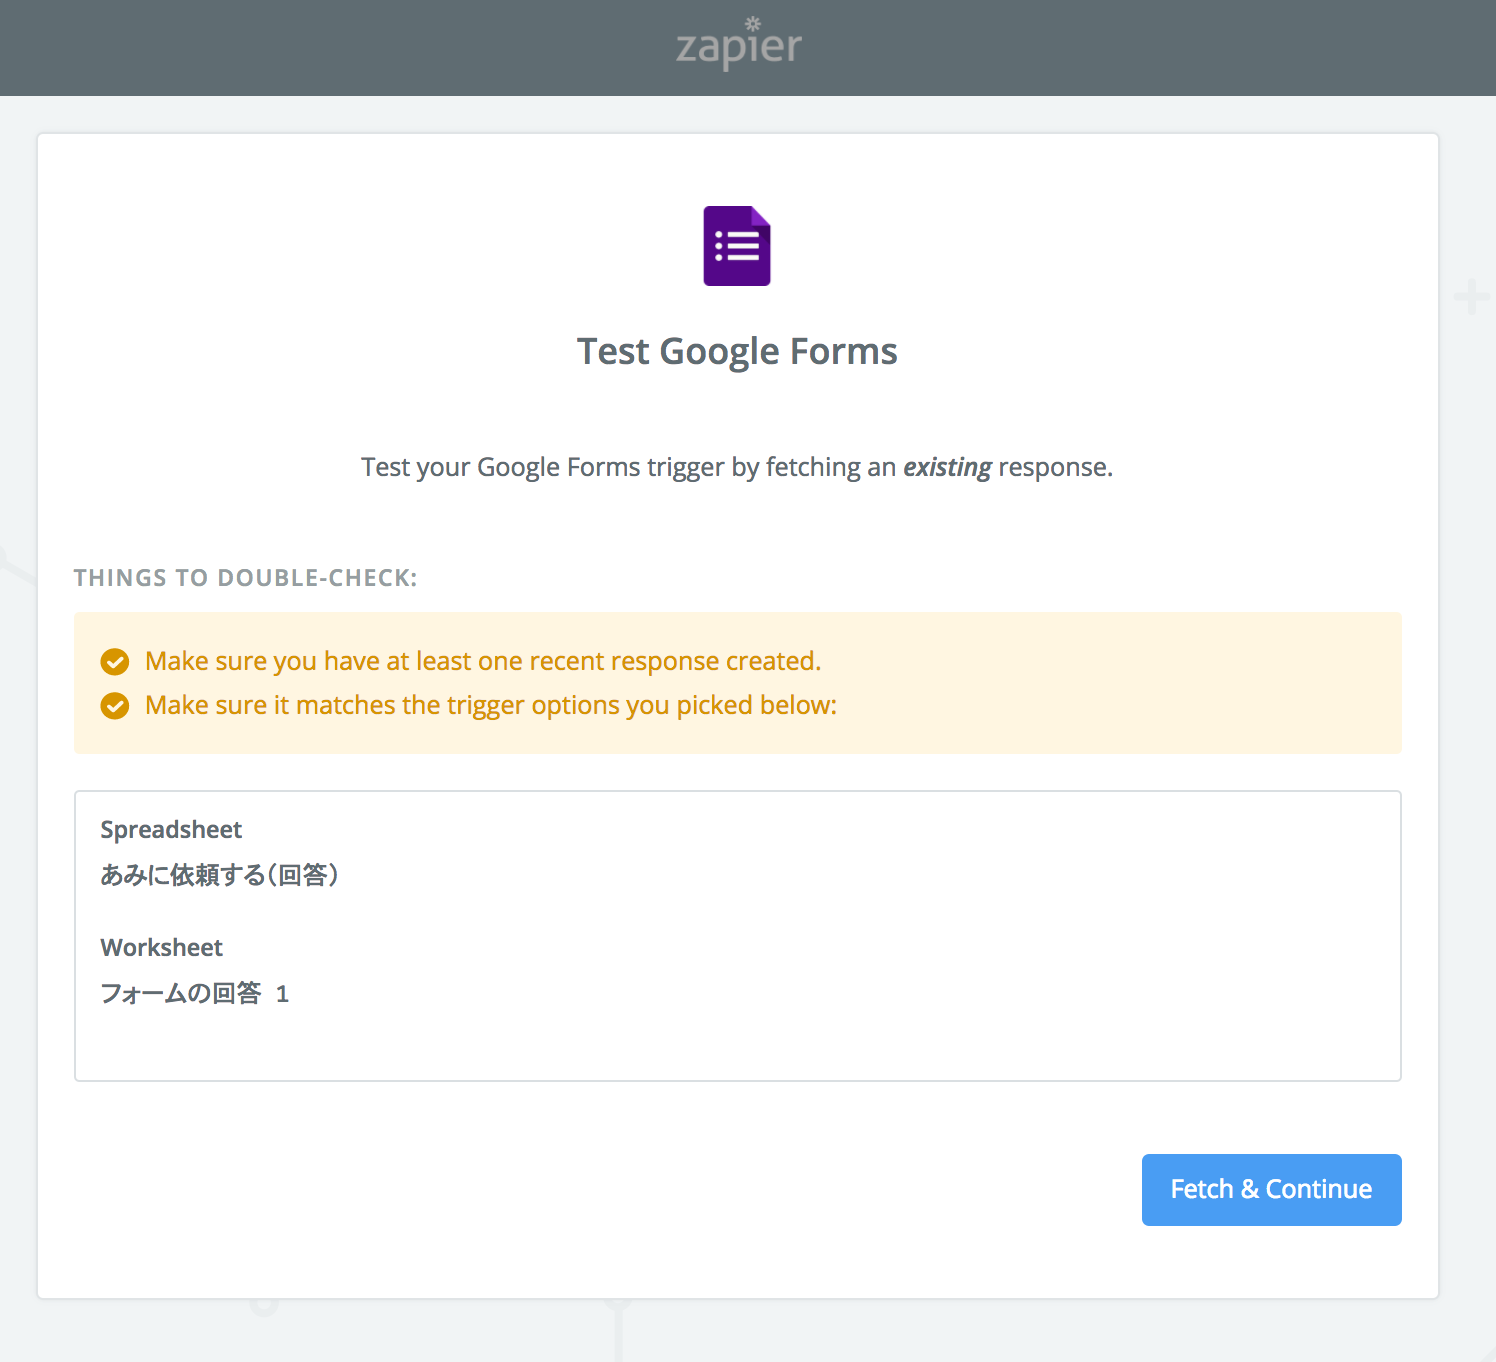 zapier
Test Google Forms
Test your Google Forms trigger by fetching an existing response.
THINGS TO DOUBLE-CHECK:
Make sure you have at least one recent response created.
Make sure it matches the trigger options you picked below:
Spreadsheet
あみに依頼する（回答）
Worksheet
フォームの回答 1
Fetch & Continue